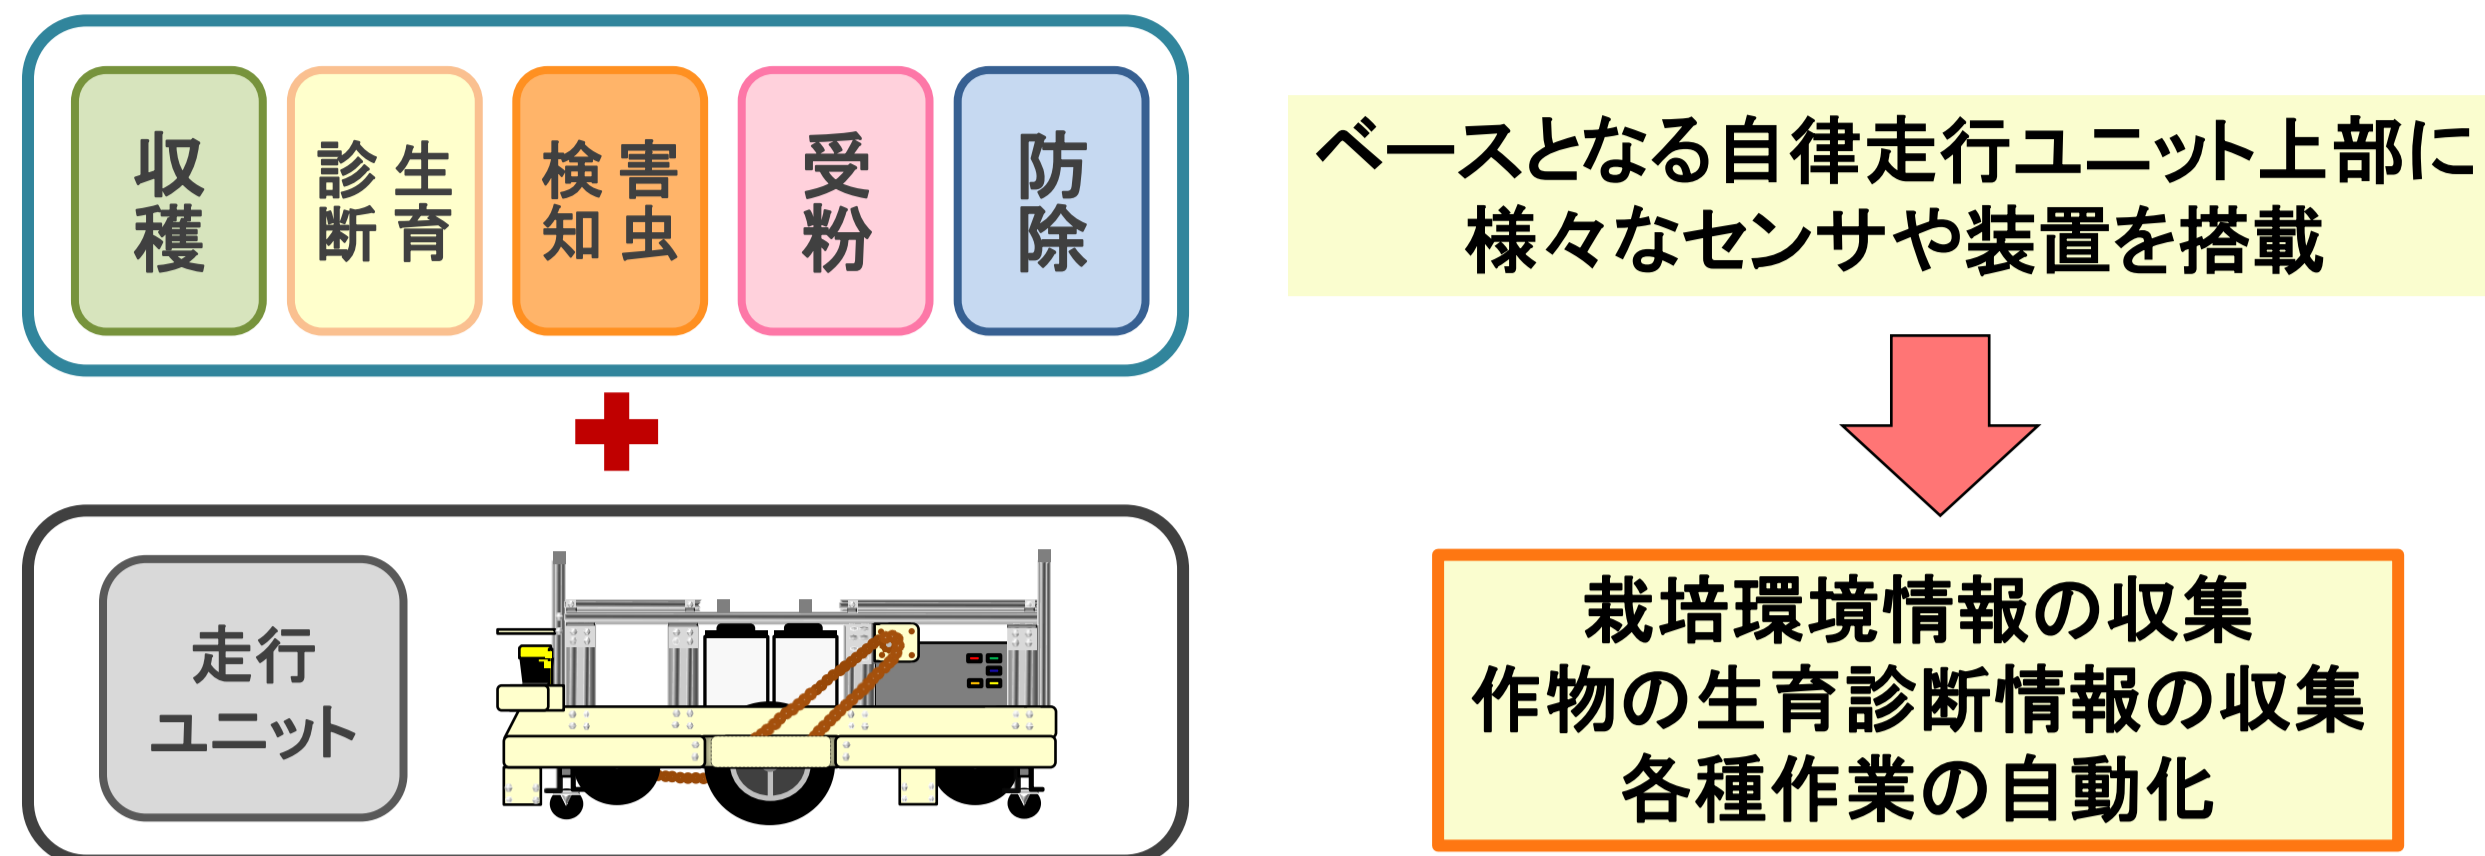 収穫
生育
診断
害虫
検知
受粉
防除
ベースとなる自律走行ユニット上部に
様々なセンサや装置を搭載
走行
ユニット
栽培環境情報の収集
作物の生育診断情報の収集
各種作業の自動化